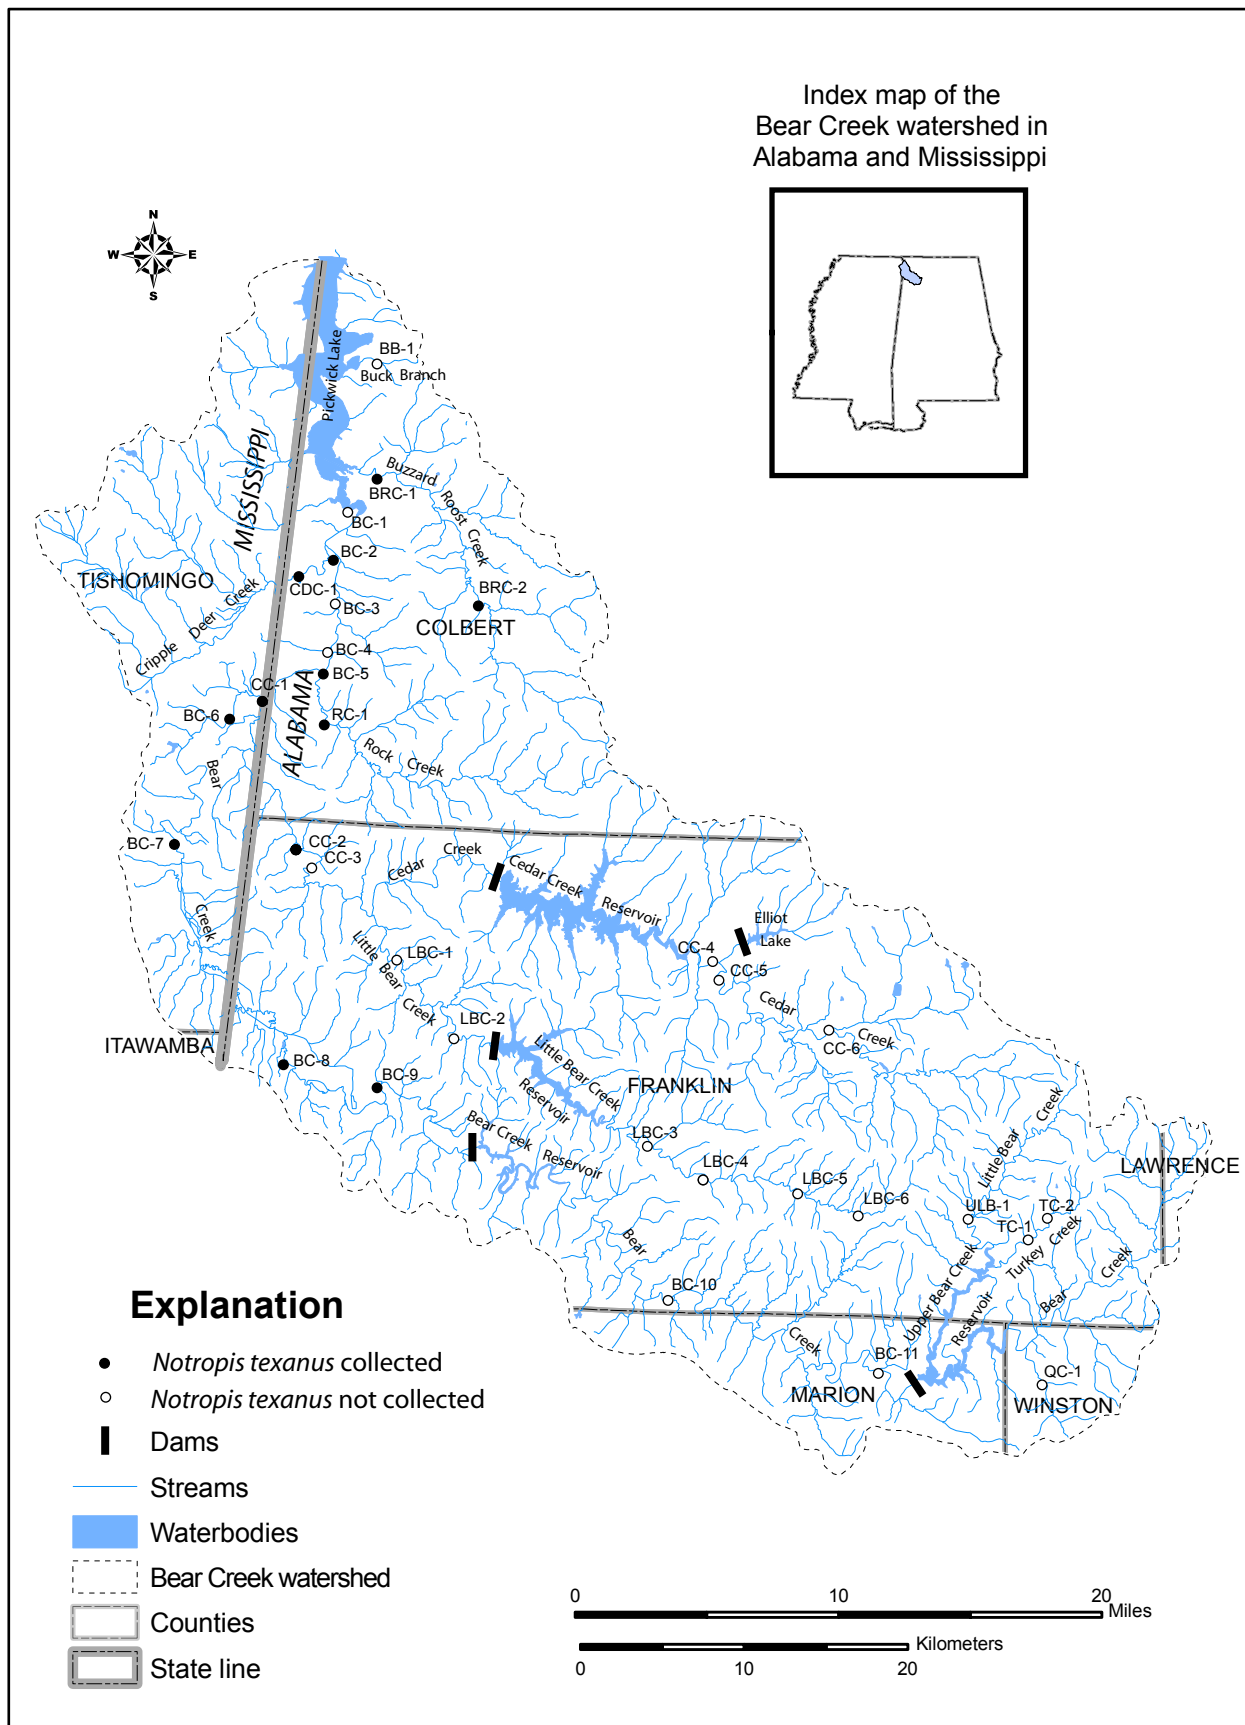 Index map of the
Bear Creek watershed in
Alabama and Mississippi
N
W E
S
Pickwick Lake
BB-1
Buck Branch
MISSISSIPPI
Buzzard Roost Creek
BRC-1
BC-1
BC-2
TISHOMINGO
CDC-1
BC-3
BRC-2
COLBERT
Cripple Deer Creek
BC-4
BC-5
CC-1
ALABAMA
BC-6
RC-1
Rock Creek
Bear
BC-7
CC-2
CC-3
Cedar Creek
Cedar Creek Reservoir
Elliot
Lake
Creek
CC-4
CC-5
LBC-1
Little Bear Creek
Cedar Creek
LBC-2
CC-6
ITAWAMBA
BC-8
BC-9
Little Bear Creek
Reservoir
FRANKLIN
Bear Creek Reservoir
LBC-3
LBC-4
LBC-5
LBC-6
Little Bear Creek
LAWRENCE
ULB-1
TC-2
TC-1
Turkey Creek
Bear
Upper Bear Creek
Reservoir
Bear Creek
BC-10
Creek
BC-11
MARION
QC-1
WINSTON
Explanation
Notropis texanus collected
Notropis texanus not collected
Dams
Streams
Waterbodies
Bear Creek watershed
Counties
State line
0 10 20
Miles
Kilometers
0 10 20